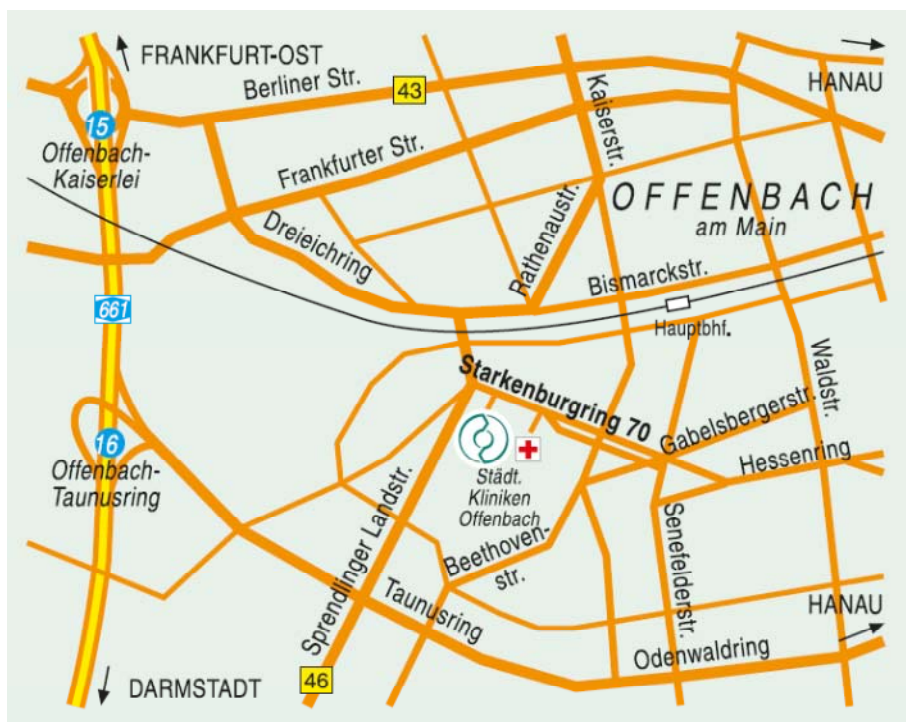 FRANKFURT-OST
Berliner Str.
43
HANAU
15
Offenbach-
Kaiserlei
Kaiserstr.
Frankfurter Str.
OFFENBACH
am Main
Dreieichring
Rathenaustr.
Bismarckstr.
661
Hauptbhf.
Starkenburgring 70
Waldstr.
Gabelsbergerstr.
16
Offenbach-
Taunusring
Städt.
Kliniken
Offenbach
Hessenring
Sprendlinger Landstr.
Beethoven-
str.
Senefelderstr.
Taunusring
HANAU
Odenwaldring
DARMSTADT
46